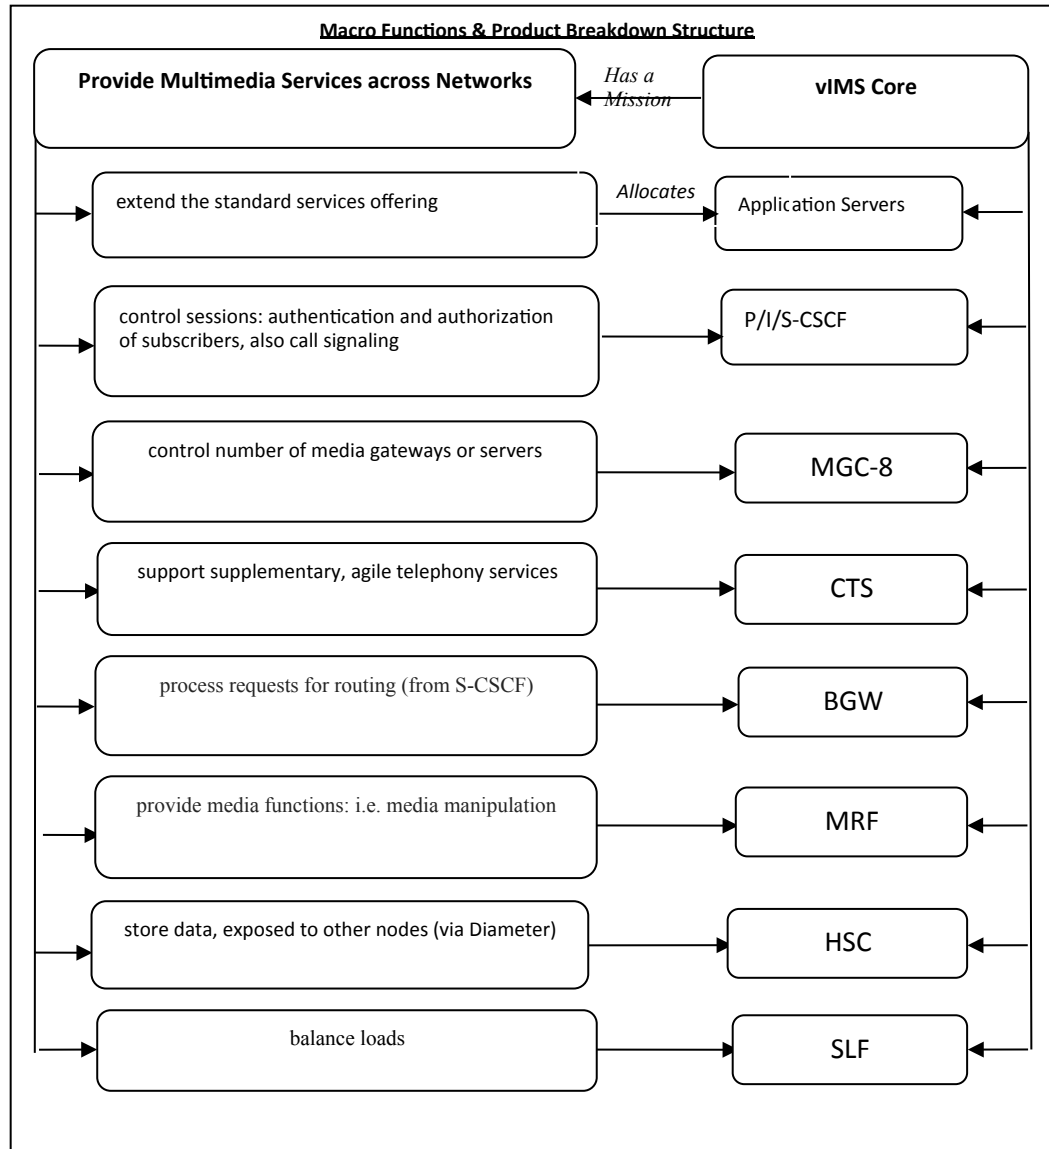 Macro Functions & Product Breakdown Structure
Provide Multimedia Services across Networks
Has a
Mission
vIMS Core
extend the standard services offering
Allocates
Application Servers
control sessions: authentication and authorization
of subscribers, also call signaling
P/I/S-CSCF
control number of media gateways or servers
MGC-8
support supplementary, agile telephony services
CTS
process requests for routing (from S-CSCF)
BGW
provide media functions: i.e. media manipulation
MRF
store data, exposed to other nodes (via Diameter)
HSC
balance loads
SLF